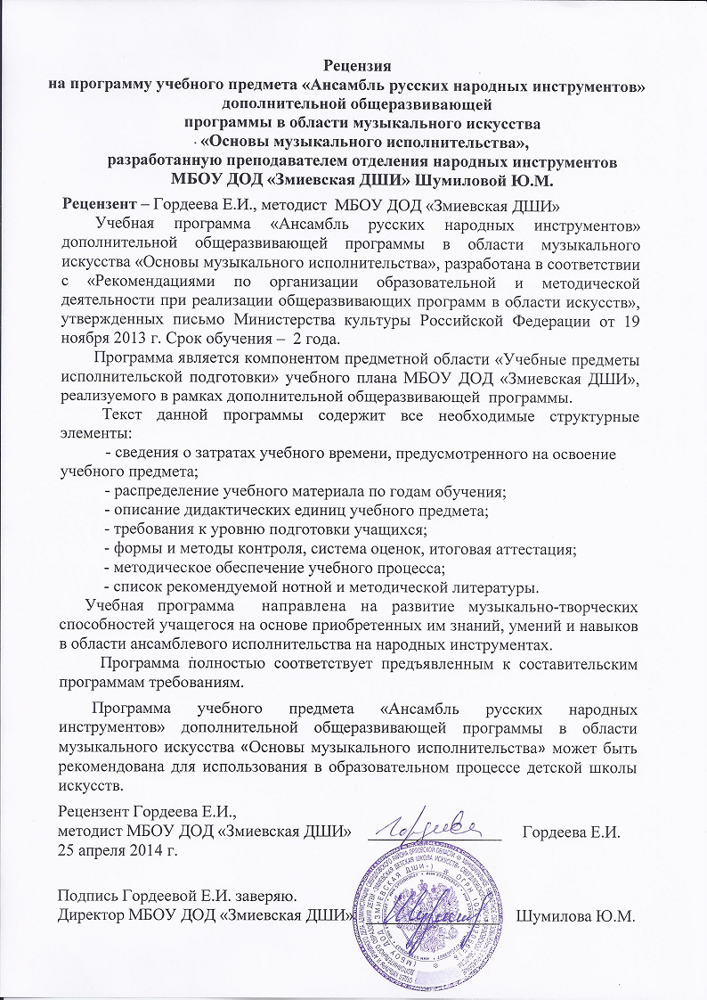 Рецензия
на программу учебного предмета «Ансамбль русских народных инструментов»
дополнительной общеразвивающей
программы в области музыкального искусства
«Основы музыкального исполнительства»,
разработанную преподавателем отделения народных инструментов
МБОУ ДОД «Змиевская ДШИ» Шумиловой Ю.М.
Рецензент – Гордеева Е.И., методист МБОУ ДОД «Змиевская ДШИ»
Учебная программа «Ансамбль русских народных инструментов»
дополнительной общеразвивающей программы в области музыкального
искусства «Основы музыкального исполнительства», разработана в соответствии
с «Рекомендациями по организации образовательной и методической
деятельности при реализации общеразвивающих программ в области искусств»,
утвержденных письмо Министерства культуры Российской Федерации от 19
ноября 2013 г. Срок обучения – 2 года.
Программа является компонентом предметной области «Учебные предметы
исполнительской подготовки» учебного плана МБОУ ДОД «Змиевская ДШИ»,
реализуемого в рамках дополнительной общеразвивающей программы.
Текст данной программы содержит все необходимые структурные
элементы:
- сведения о затратах учебного времени, предусмотренного на освоение
учебного предмета;
- распределение учебного материала по годам обучения;
- описание дидактических единиц учебного предмета;
- требования к уровню подготовки учащихся;
- формы и методы контроля, система оценок, итоговая аттестация;
- методическое обеспечение учебного процесса;
- список рекомендуемой нотной и методической литературы.
Учебная программа направлена на развитие музыкально-творческих
способностей учащегося на основе приобретенных им знаний, умений и навыков
в области ансамблевого исполнительства на народных инструментах.
Программа полностью соответствует предъявленным к составительским
программам требованиям.
Программа учебного предмета «Ансамбль русских народных
инструментов» дополнительной общеразвивающей программы в области
музыкального искусства «Основы музыкального исполнительства» может быть
рекомендована для использования в образовательном процессе детской школы
искусств.
Рецензент Гордеева Е.И.,
методист МБОУ ДОД «Змиевская ДШИ» Гордеева Гордеева Е.И.
25 апреля 2014 г.
Подпись Гордеевой Е.И. заверяю.
Директор МБОУ ДОД «Змиевская ДШИ» Шумилова Ю.М.
(МБОУ ДОД «ЗМИЕВСКАЯ ДШИ») * ОГРН